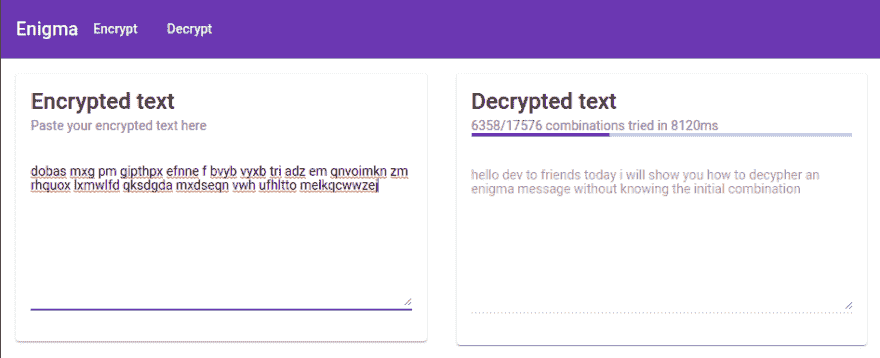 Enigma Encrypt Decrypt
Encrypted text
Paste your encrypted text here
dobas mxg pm gipthpx efnne f bvyb vyxb tri adz em qnvoimkn zm
rhquox lxmwlfd qksdgda mxdseqn vwh ufhltto melkqcwwzej
Decrypted text
6358/17576 combinations tried in 8120ms
hello dev to friends today i will show you how to decypher an
enigma message without knowing the initial combination